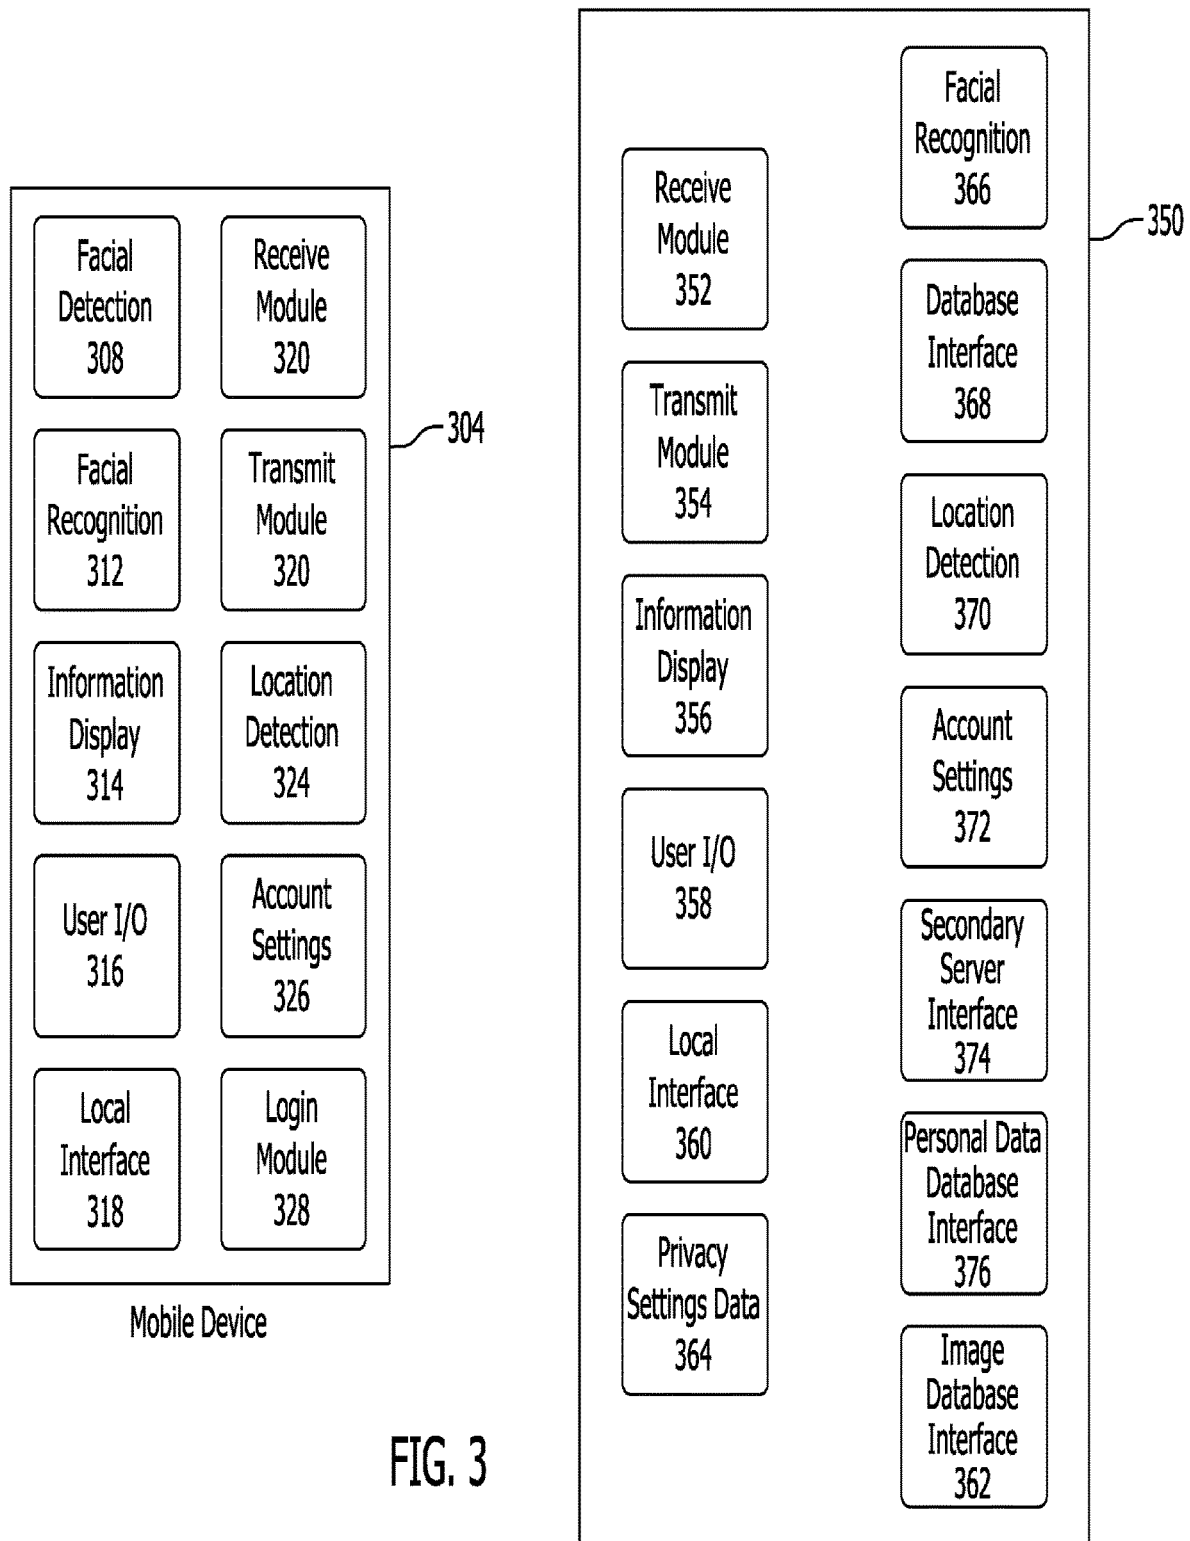 Facial
Detection
308
Receive
Module
320
304
Facial
Recognition
312
Transmit
Module
320
Information
Display
314
Location
Detection
324
User I/O
316
Account
Settings
326
Local
Interface
318
Login
Module
328
Mobile Device
FIG. 3
Receive
Module
352
Transmit
Module
354
Information
Display
356
User I/O
358
Local
Interface
360
Privacy
Settings Data
364
Facial
Recognition
366
350
Database
Interface
368
Location
Detection
370
Account
Settings
372
Secondary
Server
Interface
374
Personal Data
Database
Interface
376
Image
Database
Interface
362